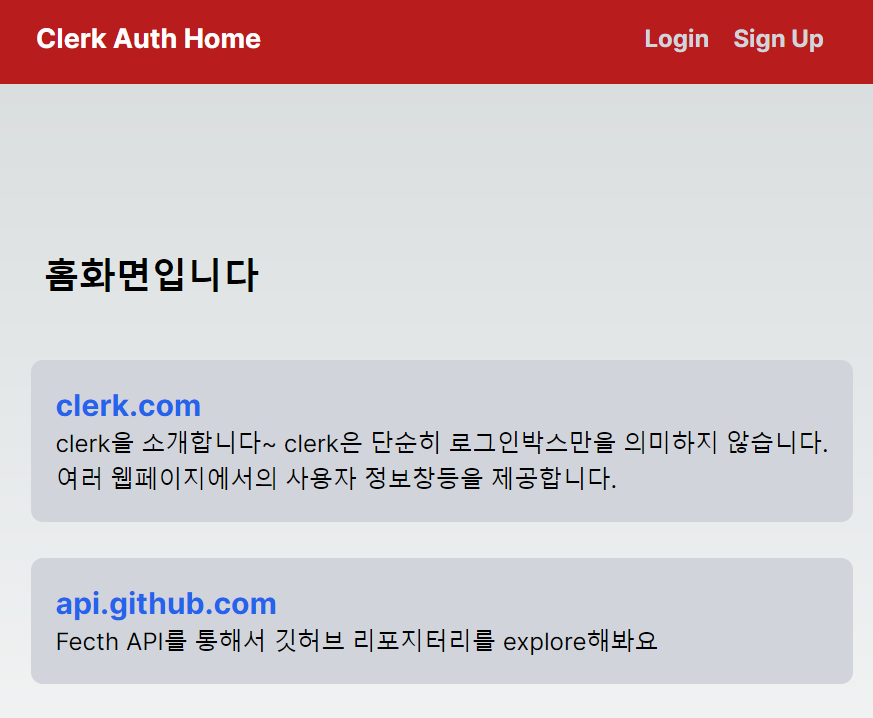 Clerk Auth Home
Login Sign Up
홈화면입니다
clerk.com
clerk을 소개합니다~ clerk은 단순히 로그인박스만을 의미하지 않습니다.
여러 웹페이지에서의 사용자 정보창등을 제공합니다.
api.github.com
Fecth API를 통해서 깃허브 리포지터리를 explore해봐요